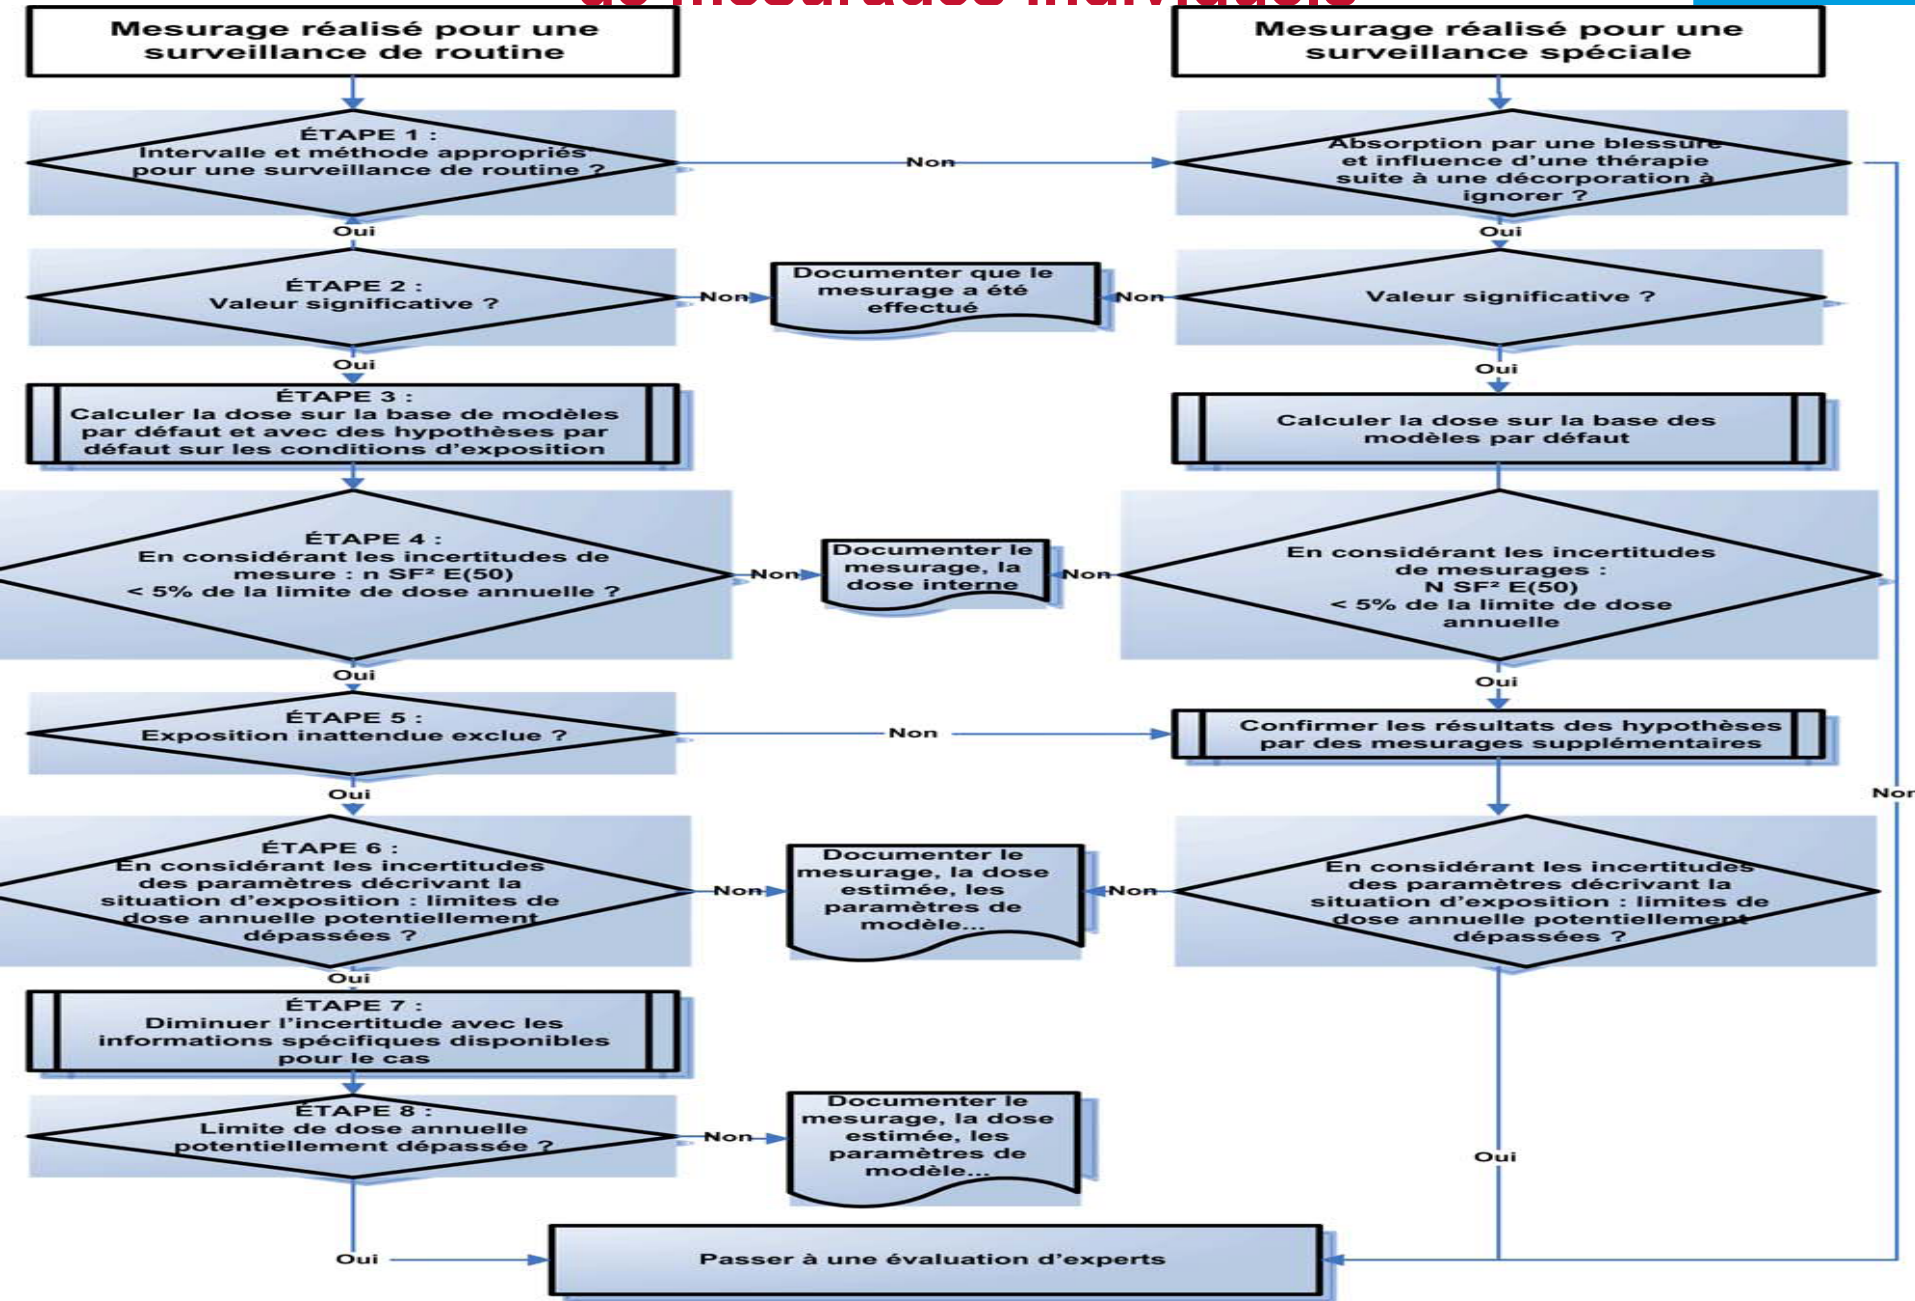 de mesurages individuels
Mesurage réalisé pour une
surveillance de routine
Mesurage réalisé pour une
surveillance spéciale
ÉTAPE 1 :
Intervalle et méthode appropriés
pour une surveillance de routine ?
Non
Absorption par une blessure
et influence d'une thérapie
suite à une décorporation à
ignorer ?
Oui
Oui
ÉTAPE 2 :
Valeur significative ?
Non
Documenter que le
mesurage a été
effectué
Non
Valeur significative ?
Oui
Oui
ÉTAPE 3 :
Calculer la dose sur la base de modèles
par défaut et avec des hypothèses par
défaut sur les conditions d'exposition
Calculer la dose sur la base des
modèles par défaut
ÉTAPE 4 :
En considérant les incertitudes de
mesure : n SF² E(50)
< 5% de la limite de dose annuelle ?
Non
Documenter le
mesurage, la
dose interne
Non
En considérant les incertitudes
de mesurages :
N SF² E(50)
< 5% de la limite de dose
annuelle
Oui
Oui
ÉTAPE 5 :
Exposition inattendue exclue ?
Non
Confirmer les résultats des hypothèses
par des mesurages supplémentaires
Oui
Non
ÉTAPE 6 :
En considérant les incertitudes
des paramètres décrivant la
situation d'exposition : limites de
dose annuelle potentiellement
dépassées ?
Non
Documenter le
mesurage, la dose
estimée, les
paramètres de
modèle...
Non
En considérant les incertitudes
des paramètres décrivant la
situation d'exposition : limites de
dose annuelle potentiellement
dépassées ?
Oui
ÉTAPE 7 :
Diminuer l'incertitude avec les
informations spécifiques disponibles
pour le cas
ÉTAPE 8 :
Limite de dose annuelle
potentiellement dépassée ?
Non
Documenter le
mesurage, la dose
estimée, les
paramètres de
modèle...
Oui
Oui
Passer à une évaluation d'experts